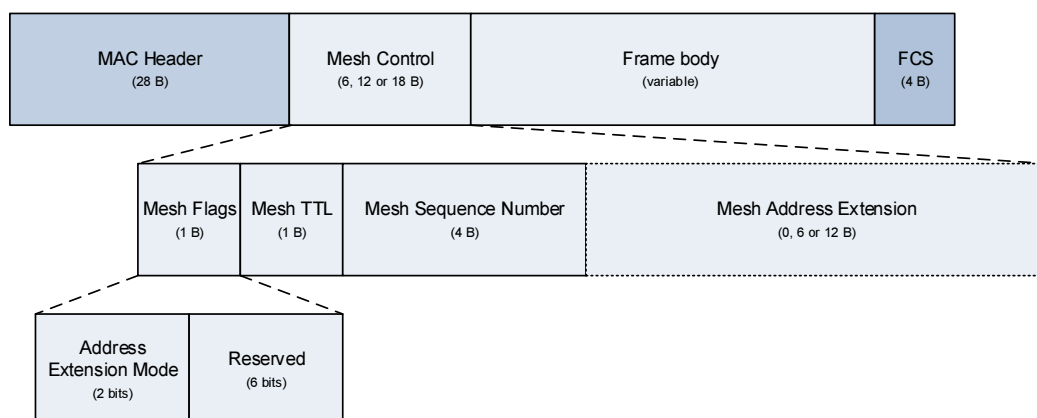 MAC Header
(28 B)
Mesh Control
(6, 12 or 18 B)
Frame body
(variable)
FCS
(4 B)
Mesh Flags
(1 B)
Mesh TTL
(1 B)
Mesh Sequence Number
(4 B)
Mesh Address Extension
(0, 6 or 12 B)
Address
Extension Mode
(2 bits)
Reserved
(6 bits)